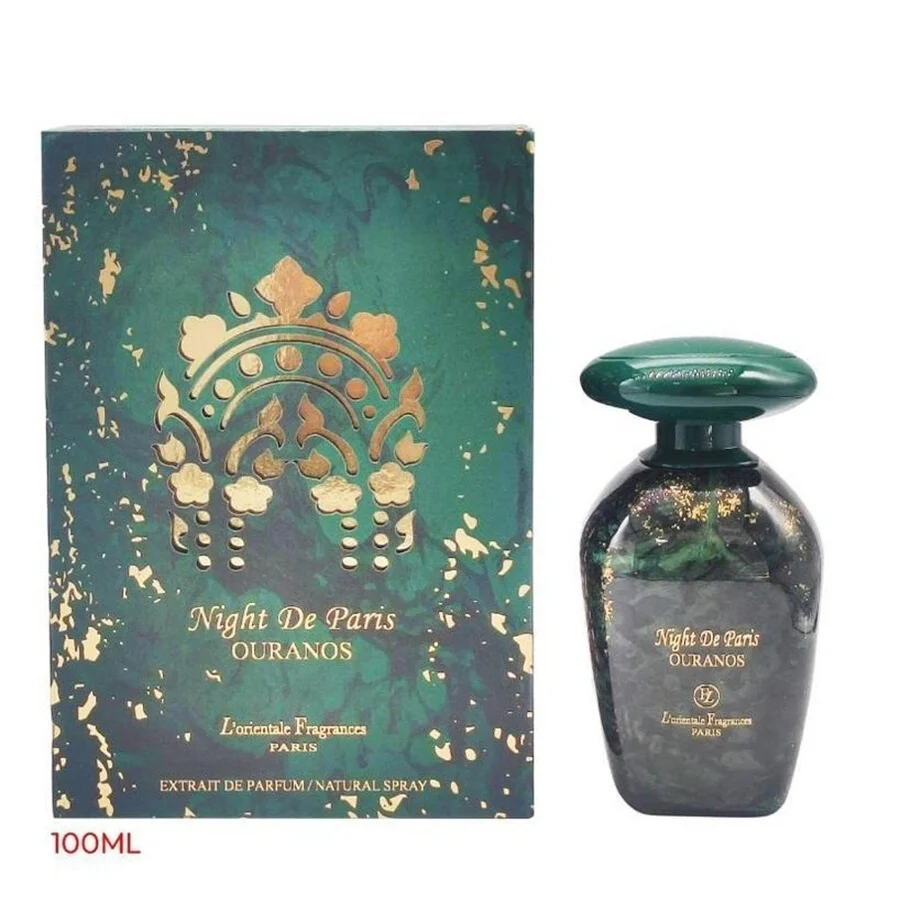 Night De Paris
OURANOS
L'orientale Fragrances
PARIS
EXTRAIT DE PARFUM / NATURAL SPRAY
100ML
Night De Paris
OURANOS
L'orientale Fragrances
PARIS